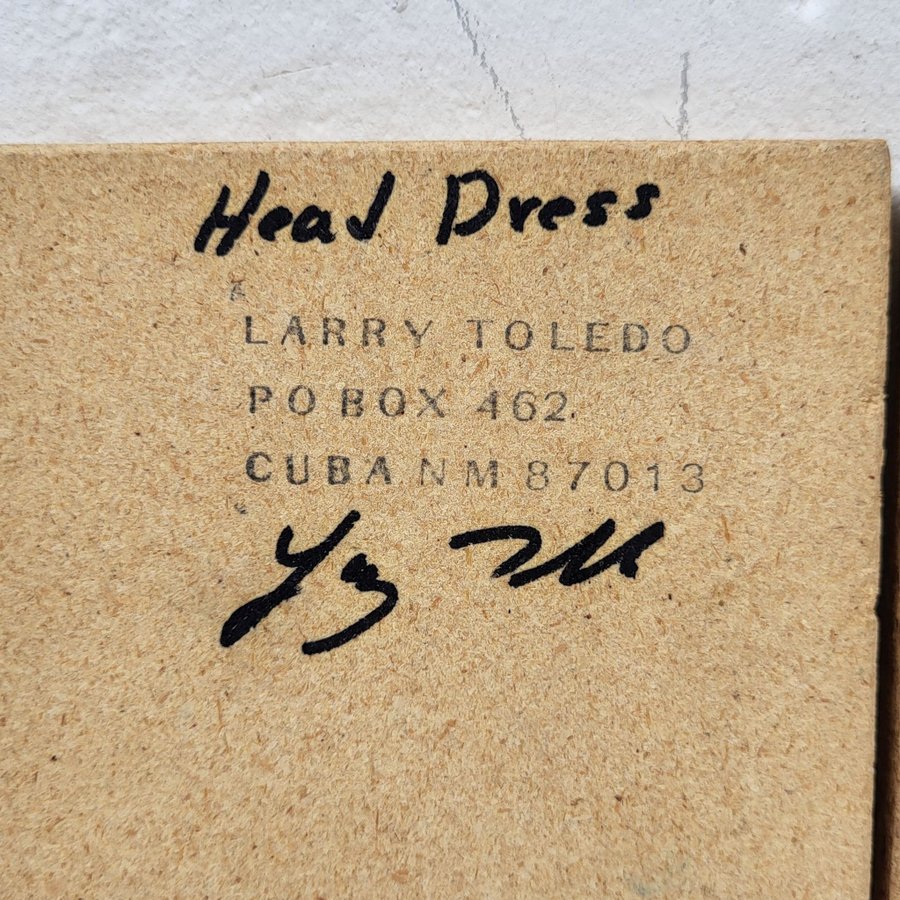 Head Dress
LARRY TOLEDO
PO BOX 462
CUBA NM 87013